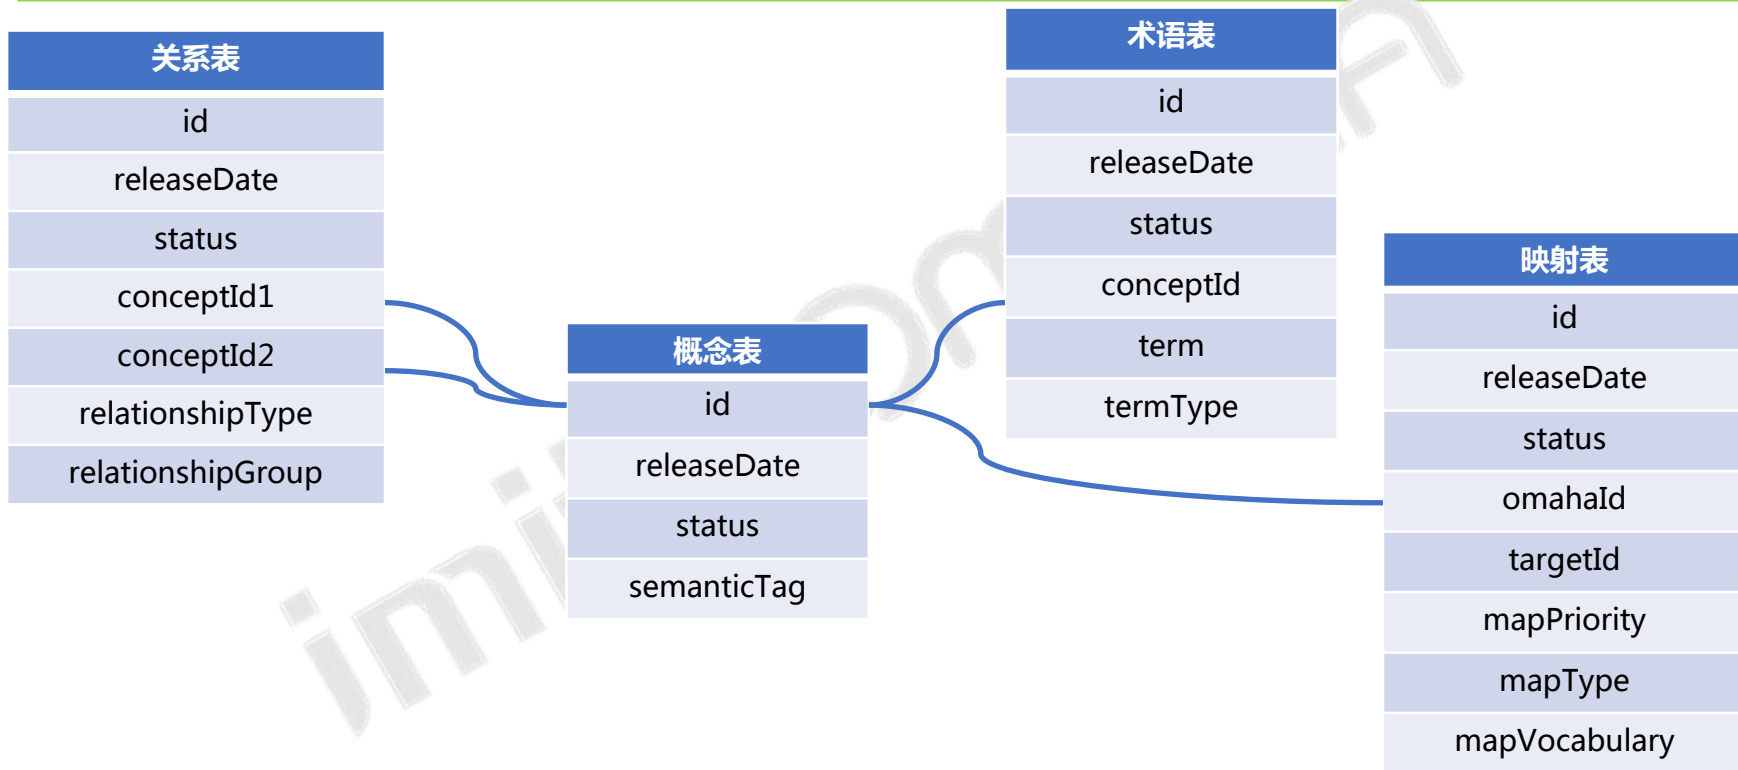 关系表
id
releaseDate
status
conceptId1
conceptId2
relationshipType
relationshipGroup
概念表
id
releaseDate
status
semanticTag
术语表
id
releaseDate
status
conceptId
term
termType
映射表
id
releaseDate
status
omahaId
targetId
mapPriority
mapType
mapVocabulary